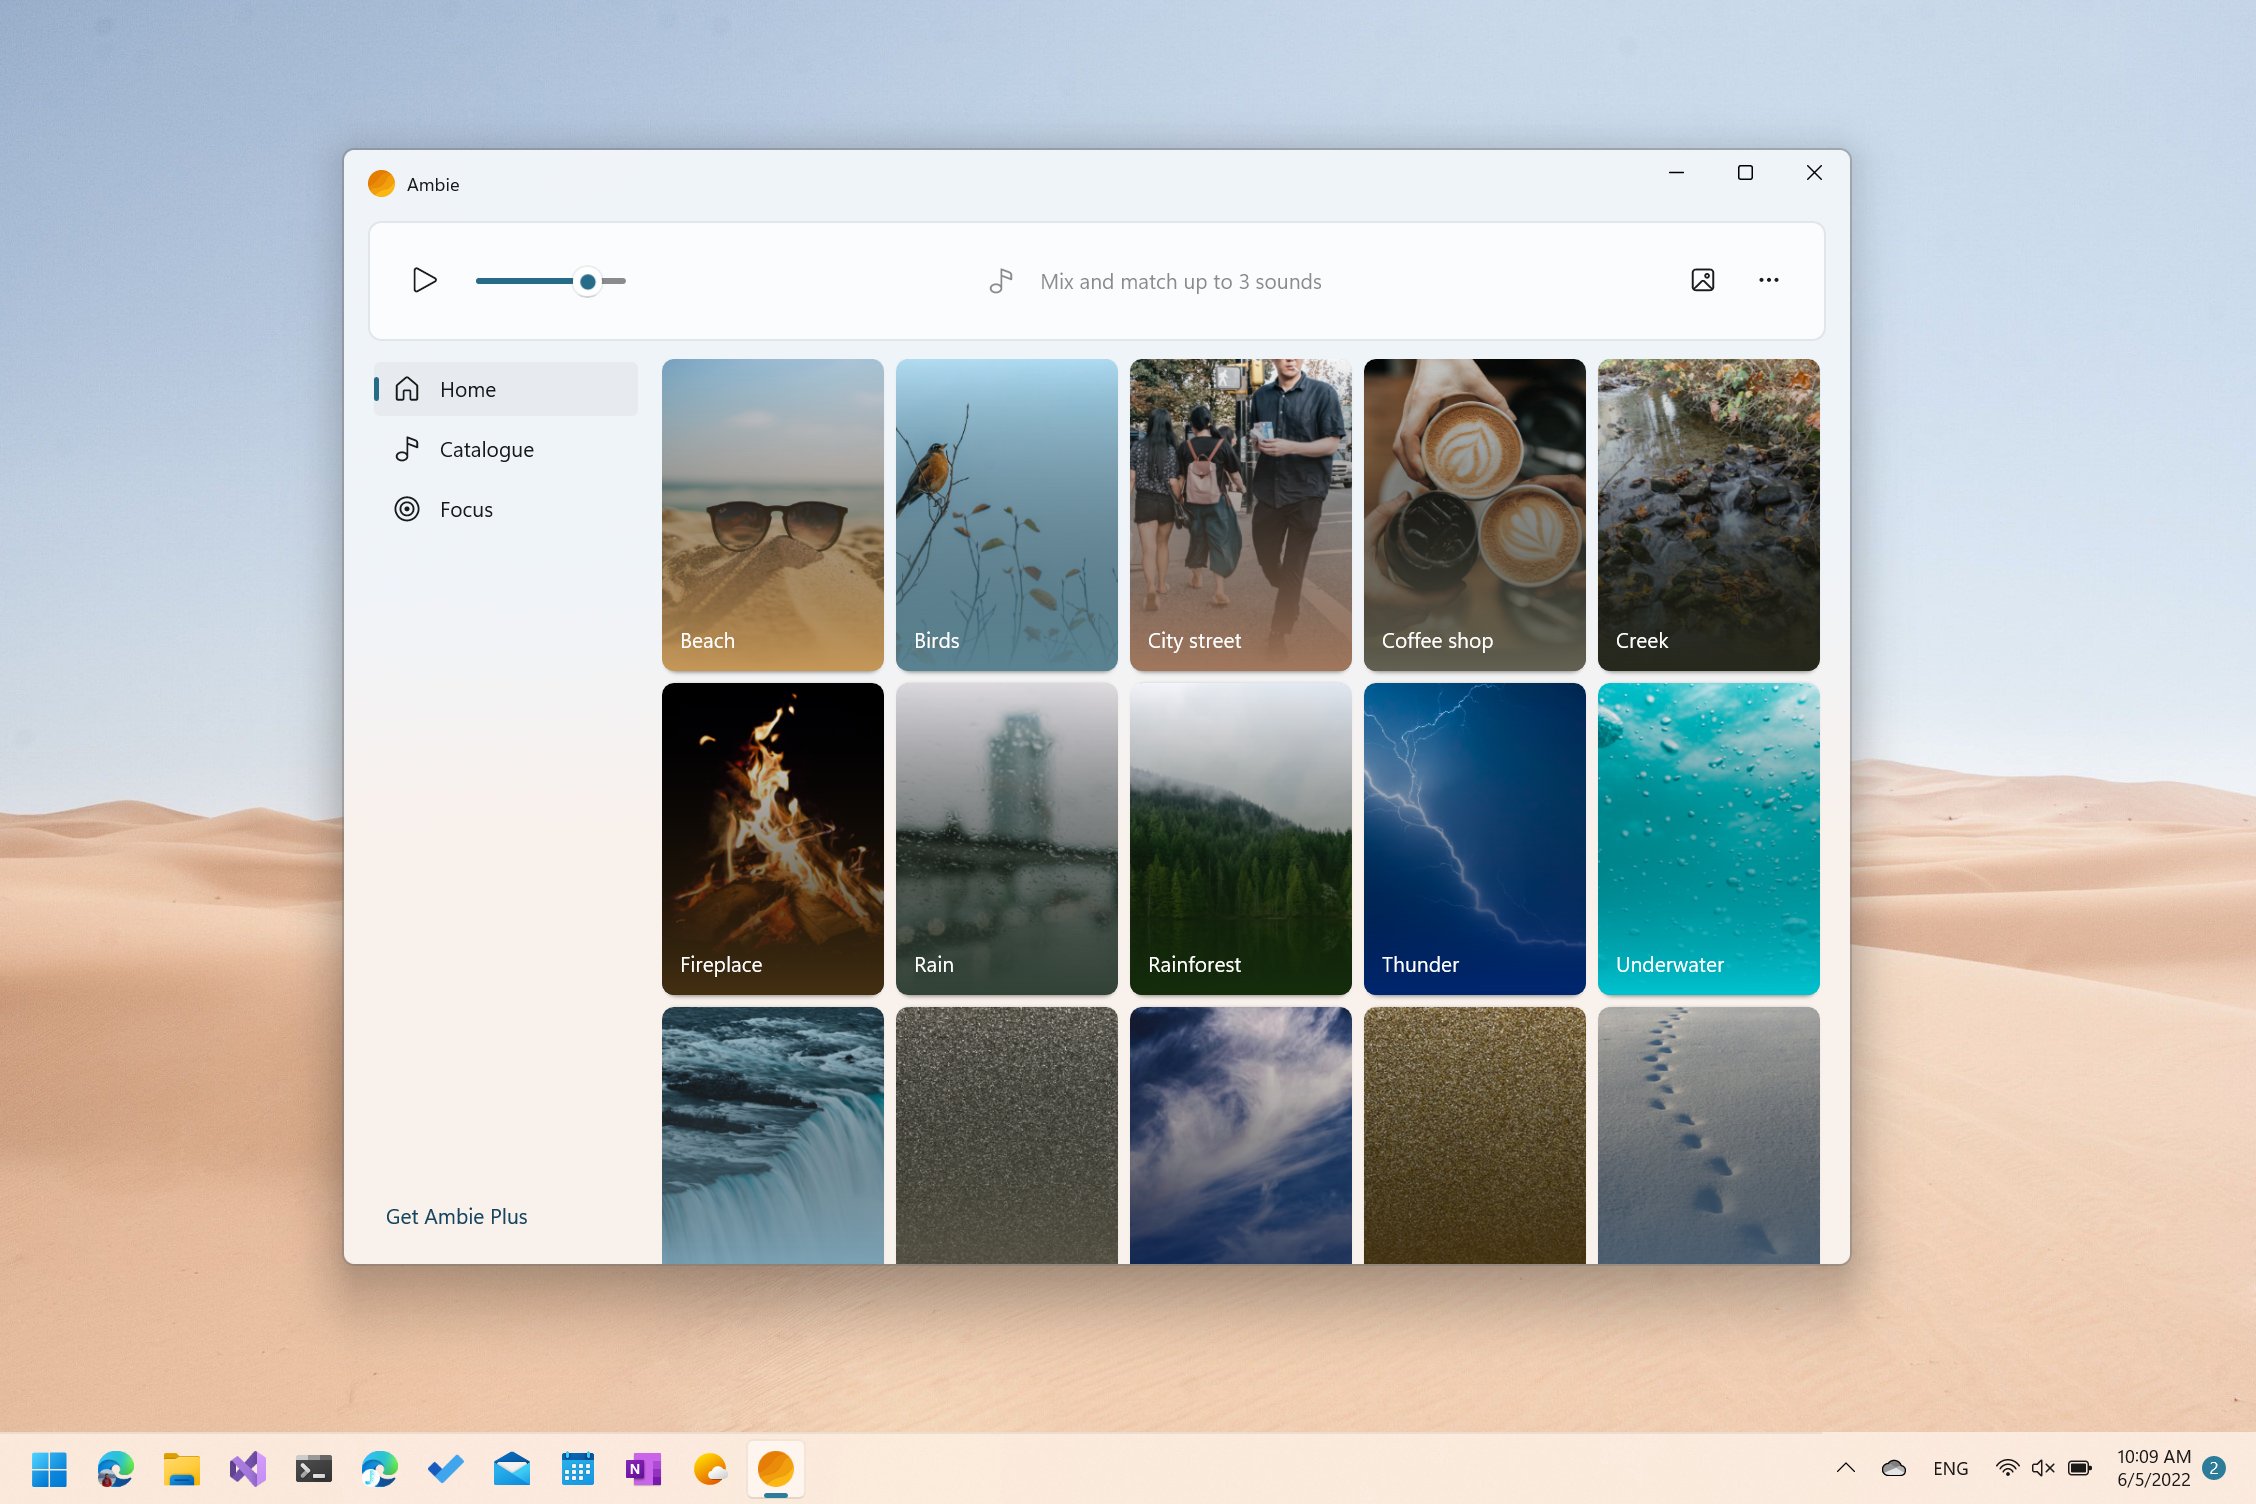 Ambie
Mix and match up to 3 sounds
Home
Catalogue
Focus
Get Ambie Plus
Beach
Birds
City street
Coffee shop
Creek
Fireplace
Rain
Rainforest
Thunder
Underwater
N
ENG
10:09 AM
6/5/2022
2